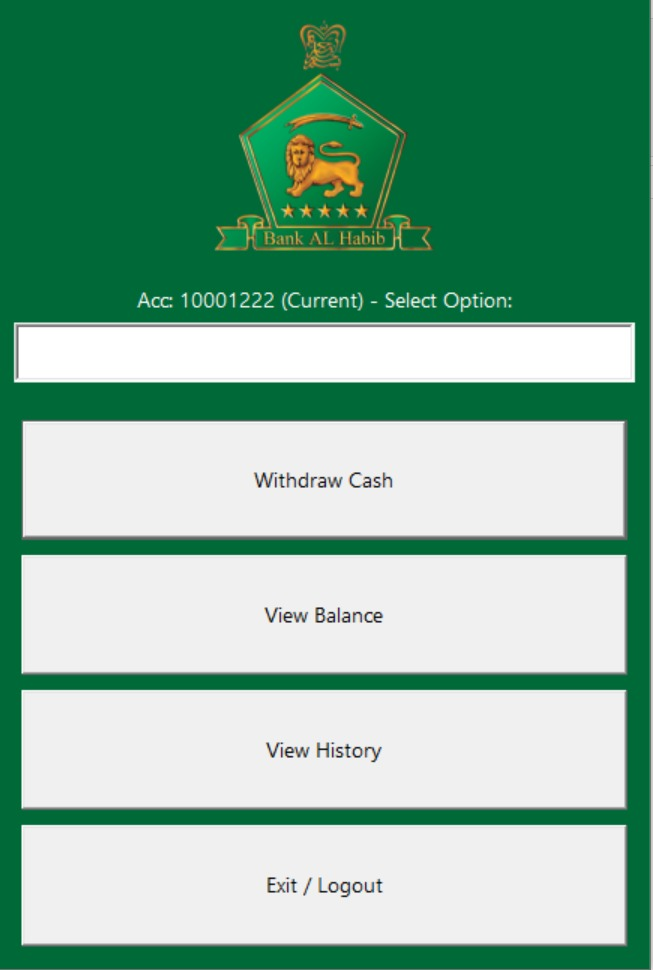 Bank AL Habib
Acc: 10001222 (Current) - Select Option:
Withdraw Cash
View Balance
View History
Exit / Logout